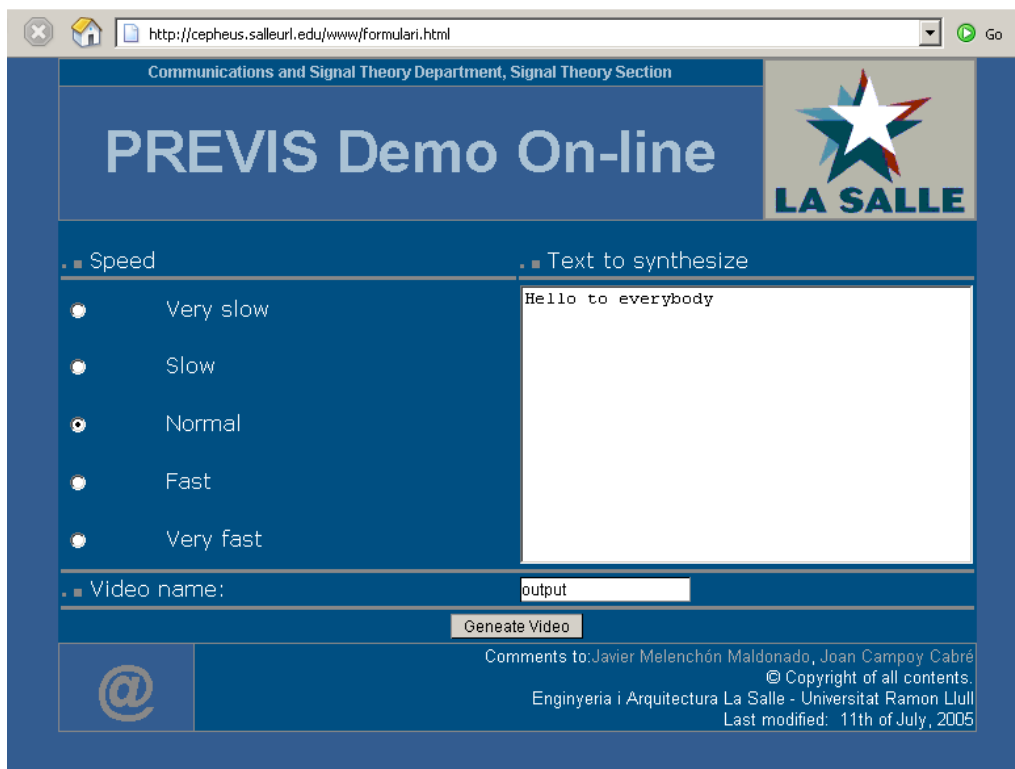 http://cepheus.salleurl.edu/www/formulari.html Go
Communications and Signal Theory Department, Signal Theory Section
PREVIS Demo On-line
LA SALLE
Speed
Text to synthesize
Very slow
Slow
Normal
Fast
Very fast
Hello to everybody
Video name:
output
Geneate Video
@
Comments to:Javier Melenchón Maldonado, Joan Campoy Cabré
© Copyright of all contents.
Enginyeria i Arquitectura La Salle - Universitat Ramon Llull
Last modified: 11th of July, 2005